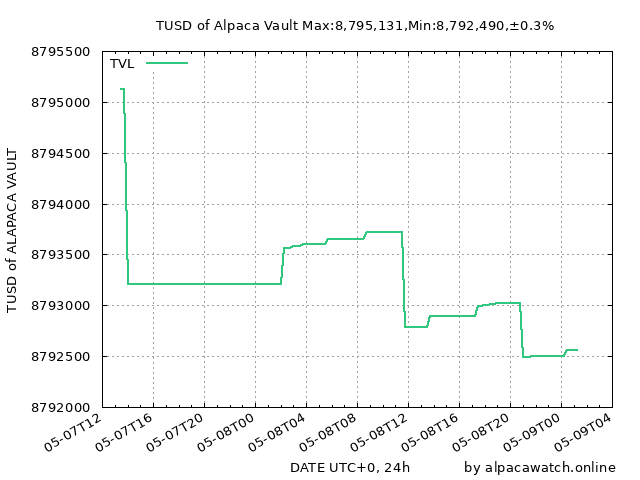 TUSD of Alpaca Vault Max:8,795,131,Min:8,792,490,±0.3%
TVL
8795500
8795000
8794500
8794000
8793500
8793000
8792500
8792000
TUSD of ALAPACA VAULT
05-07T12
05-07T16
05-07T20
05-08T00
05-08T04
05-08T08
05-08T12
05-08T16
05-08T20
05-09T00
05-09T04
DATE UTC+0, 24h
by alpacawatch.online